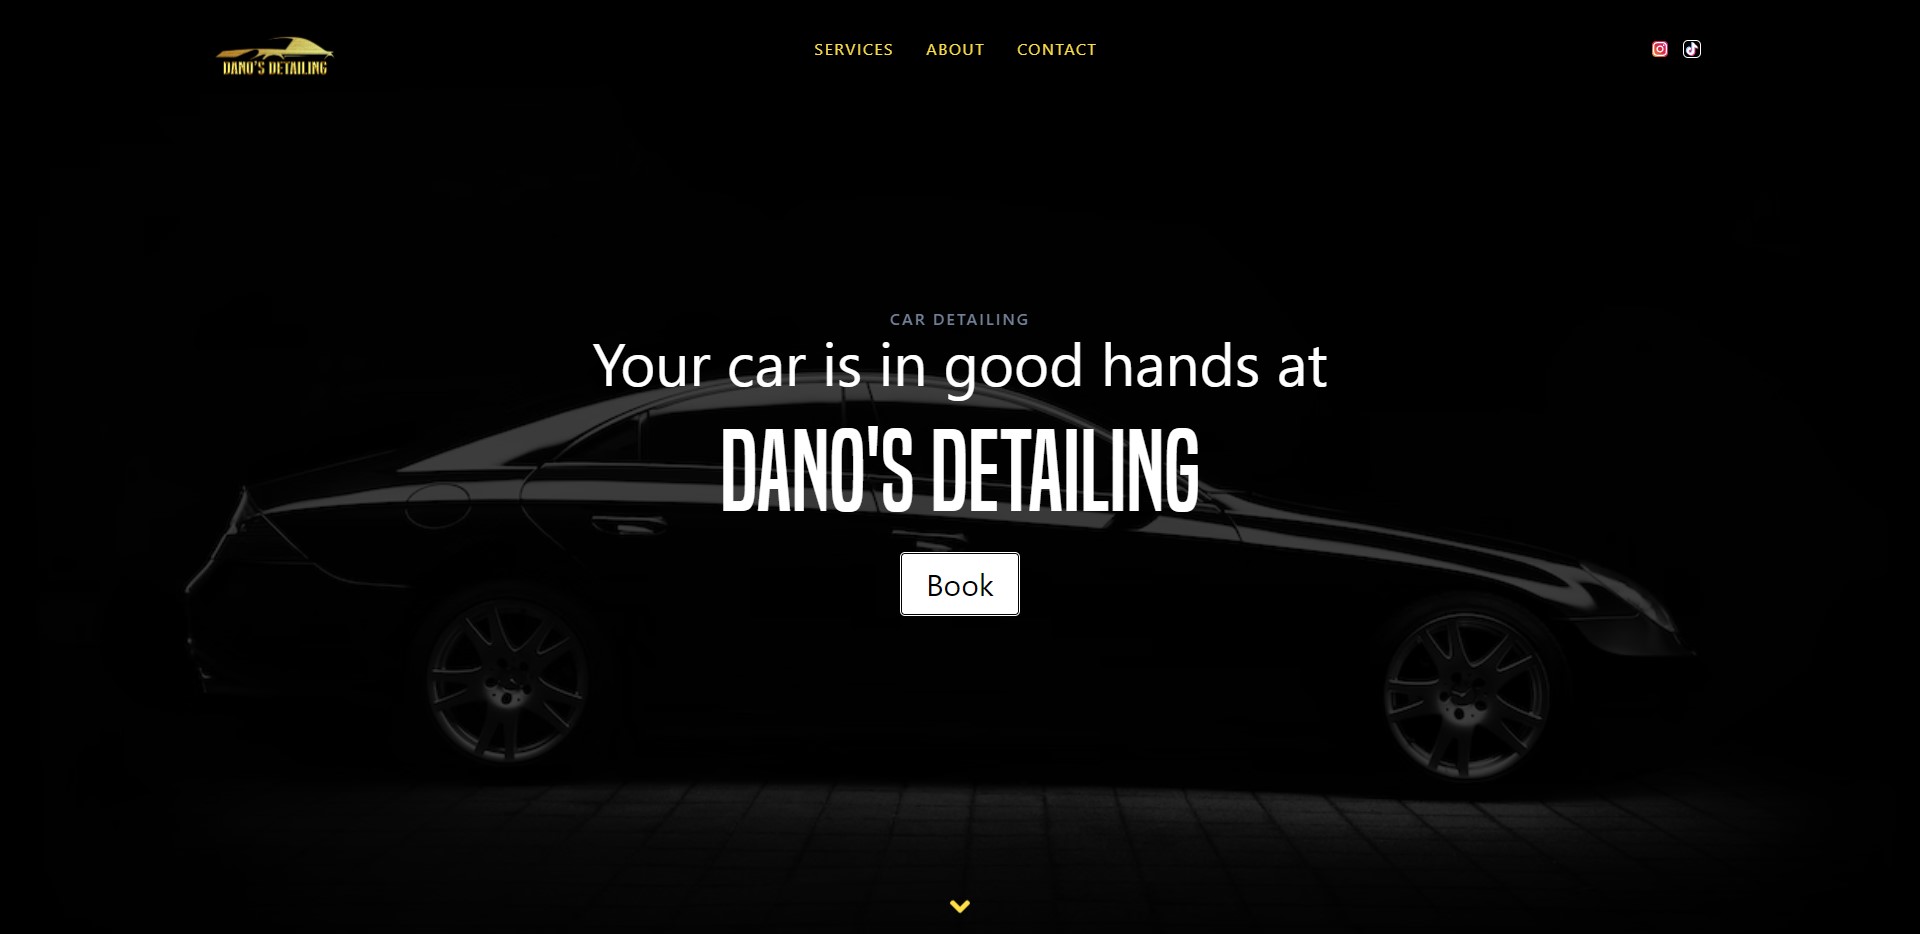 DANO'S DETAILING
SERVICES ABOUT CONTACT
CAR DETAILING
Your car is in good hands at
DANO'S DETAILING
Book